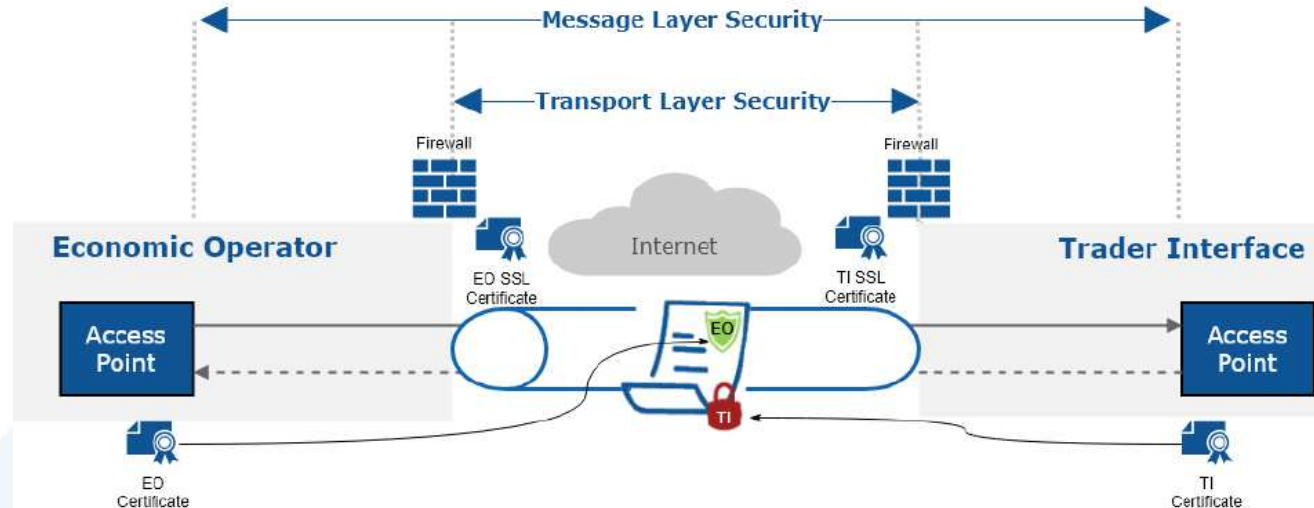 Message Layer Security
Transport Layer Security
Firewall
Firewall
Economic Operator
Internet
Trader Interface
EO SSL
Certificate
TI SSL
Certificate
Access
Point
EO
Access
Point
TI
EO
Certificate
TI
Certificate